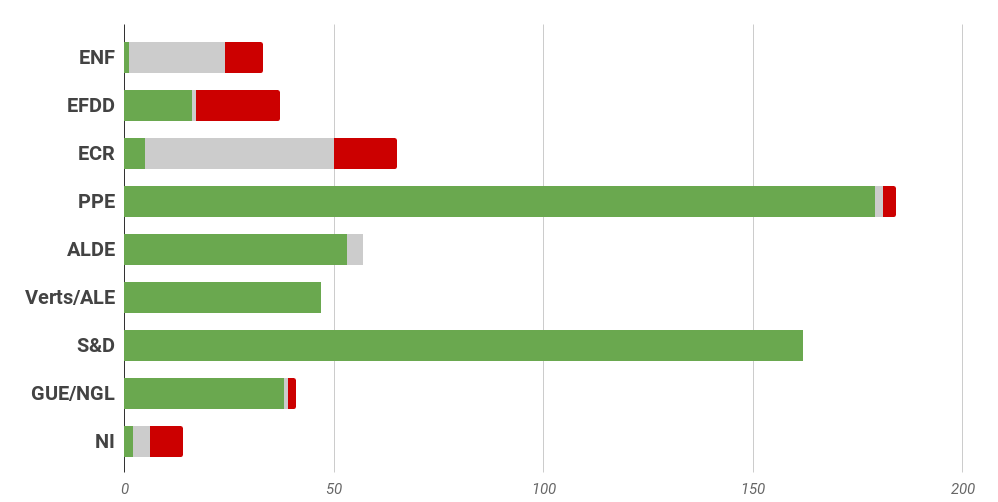 ENF
EFDD
ECR
PPE
ALDE
Verts/ALE
S&D
GUE/NGL
NI
0 50 100 150 200